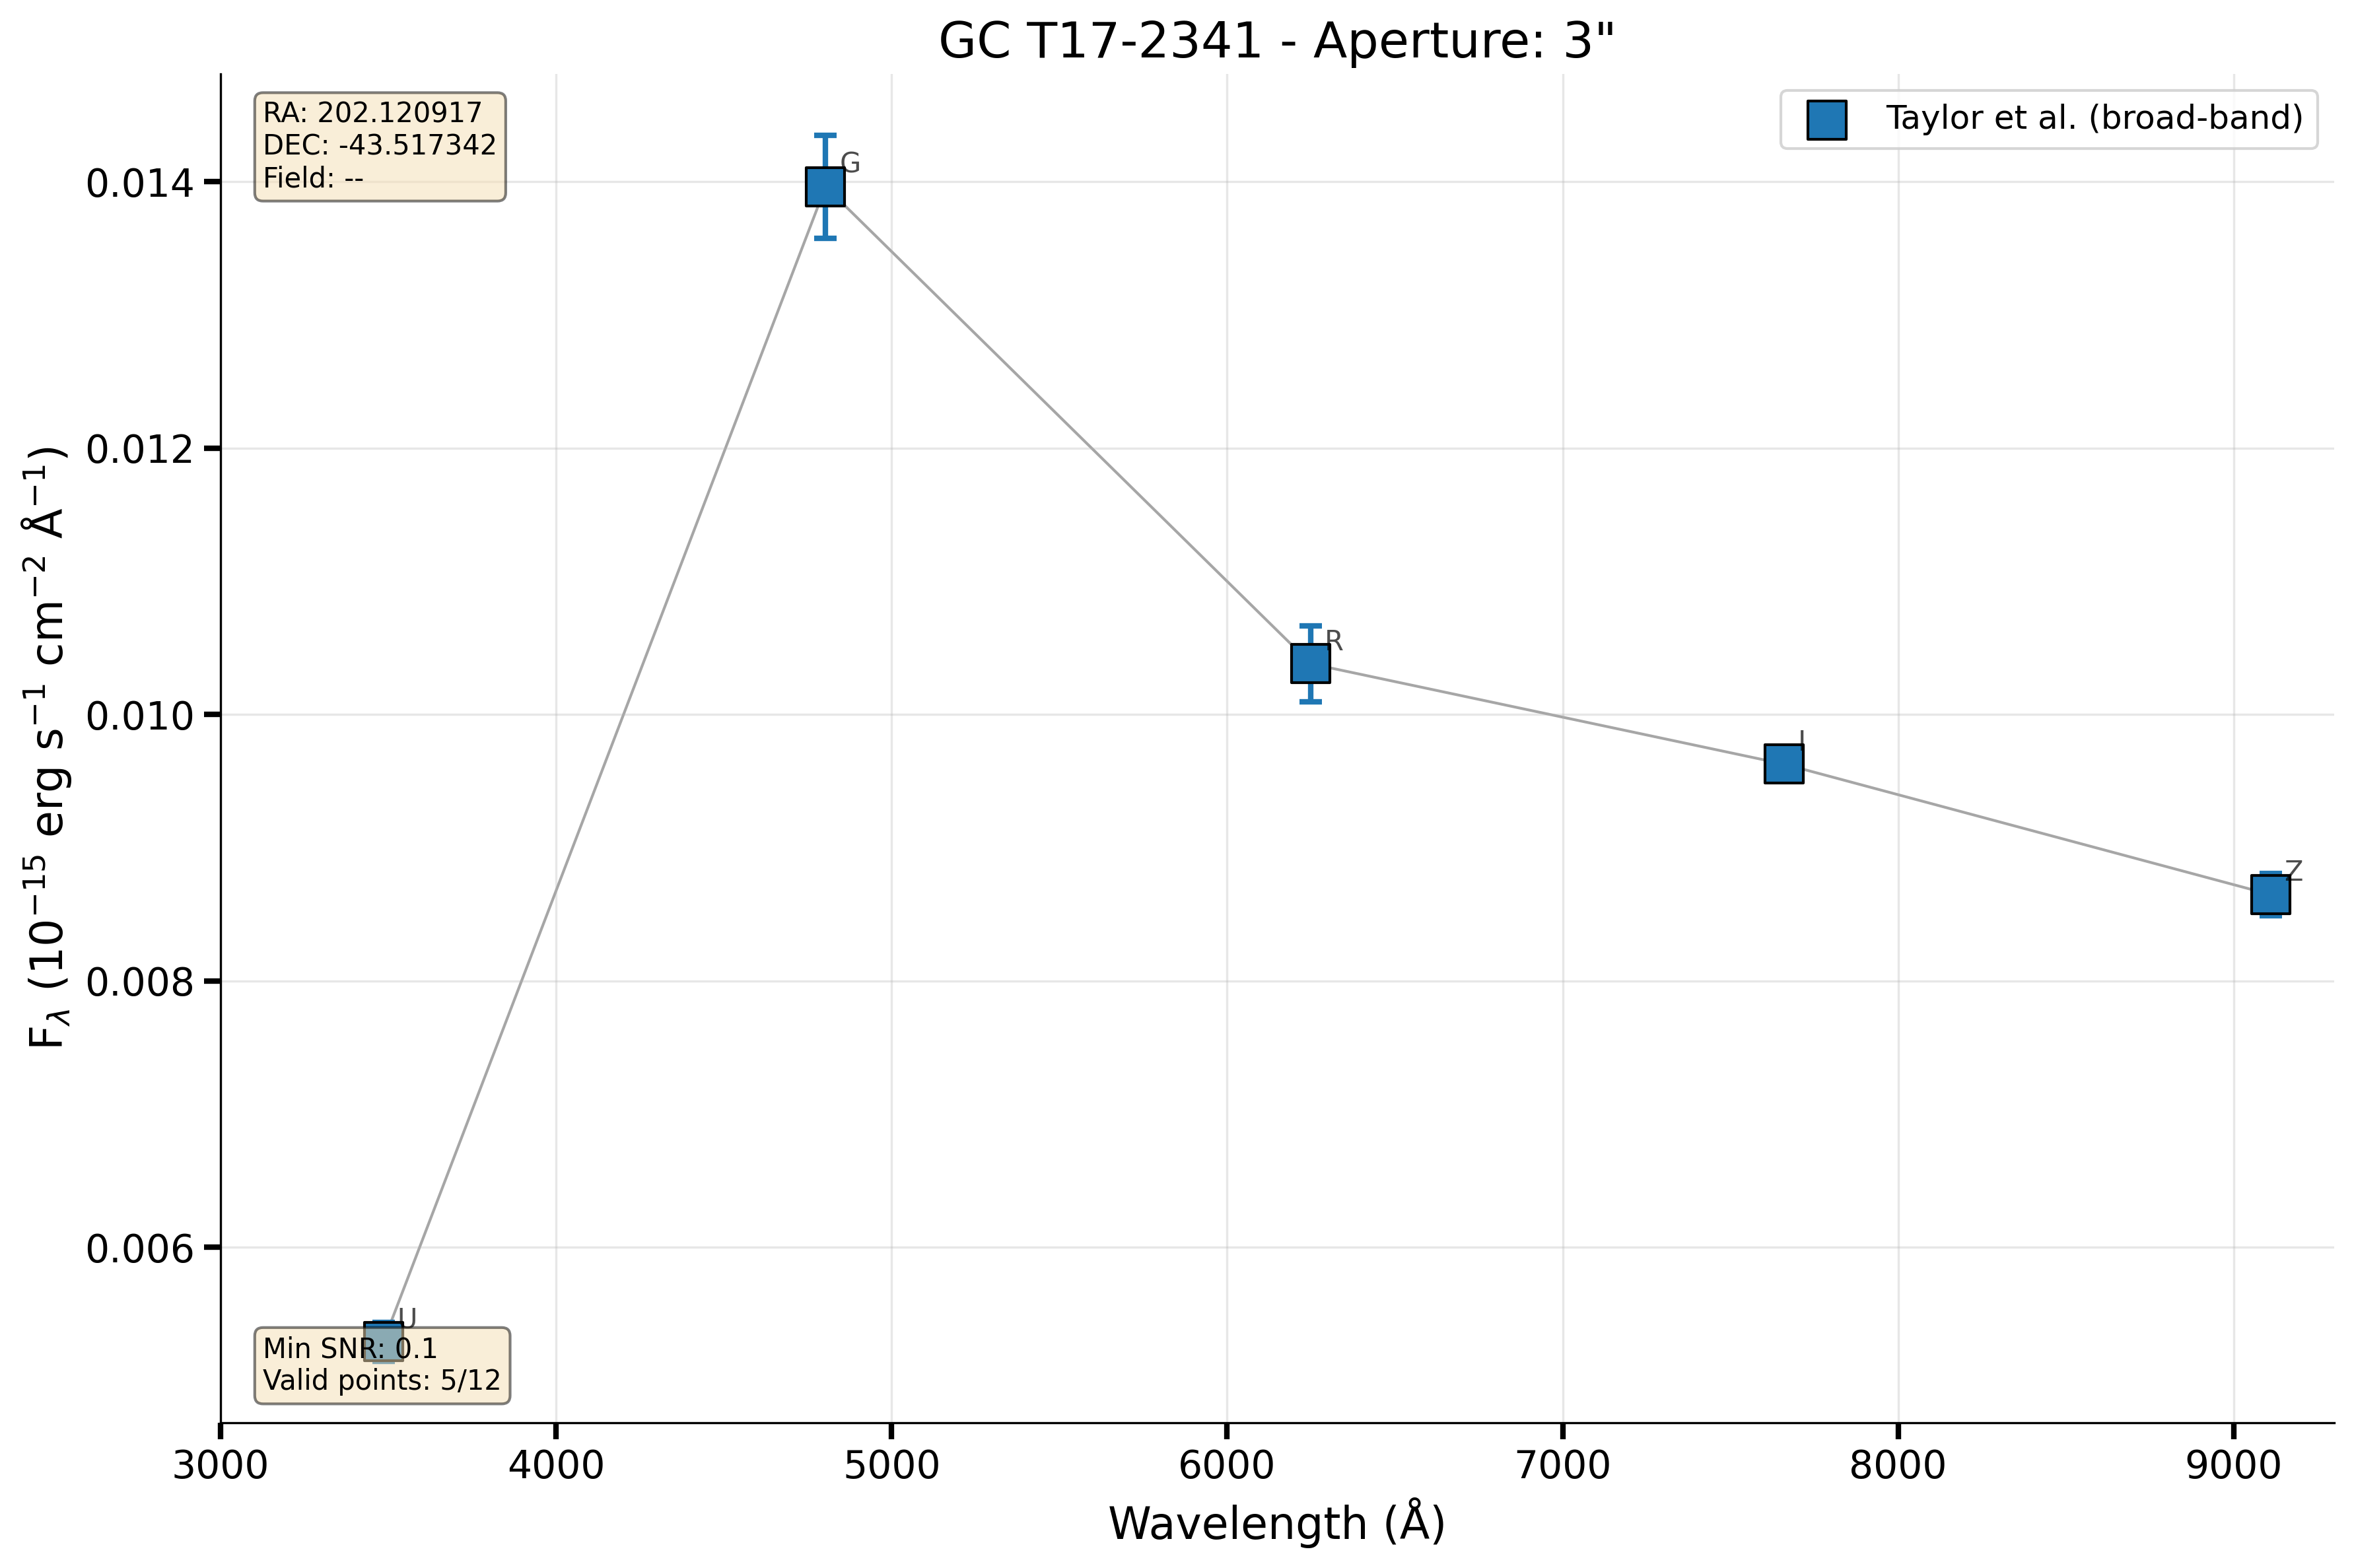 GC T17-2341 - Aperture: 3"
RA: 202.120917
DEC: -43.517342
Field: --
Taylor et al. (broad-band)
G
R
I
Z
U
Min SNR: 0.1
Valid points: 5/12
0.014
0.012
0.010
0.008
0.006
F_λ (10⁻¹⁵ erg s⁻¹ cm⁻² Å⁻¹)
3000 4000 5000 6000 7000 8000 9000
Wavelength (Å)